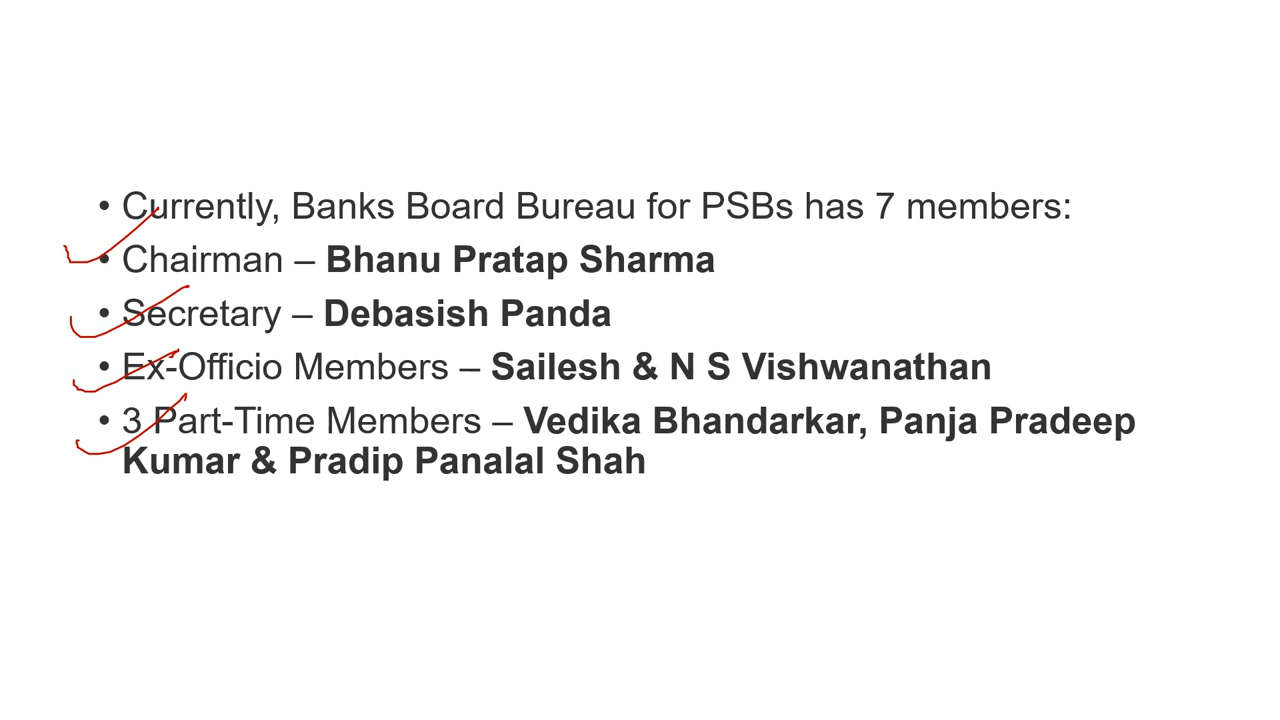 • Currently, Banks Board Bureau for PSBs has 7 members:
• Chairman – Bhanu Pratap Sharma
• Secretary – Debasish Panda
• Ex-Officio Members – Sailesh & N S Vishwanathan
• 3 Part-Time Members – Vedika Bhandarkar, Panja Pradeep
Kumar & Pradip Panalal Shah